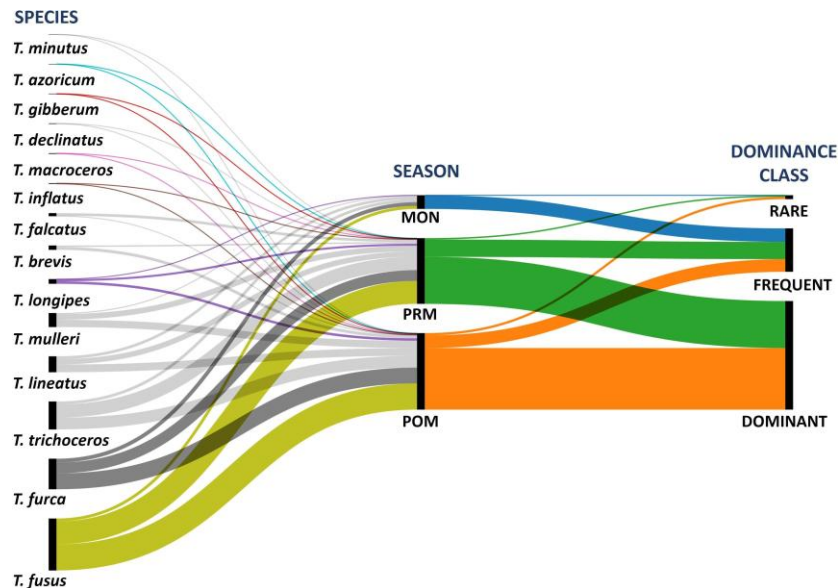 SPECIES
T. minutus
T. azoricum
T. gibberum
T. declinatus
T. macroceros
T. inflatus
T. falcatus
T. brevis
T. longipes
T. mulleri
T. lineatus
T. trichoceros
T. furca
T. fusus
SEASON
MON
PRM
POM
DOMINANCE
CLASS
RARE
FREQUENT
DOMINANT